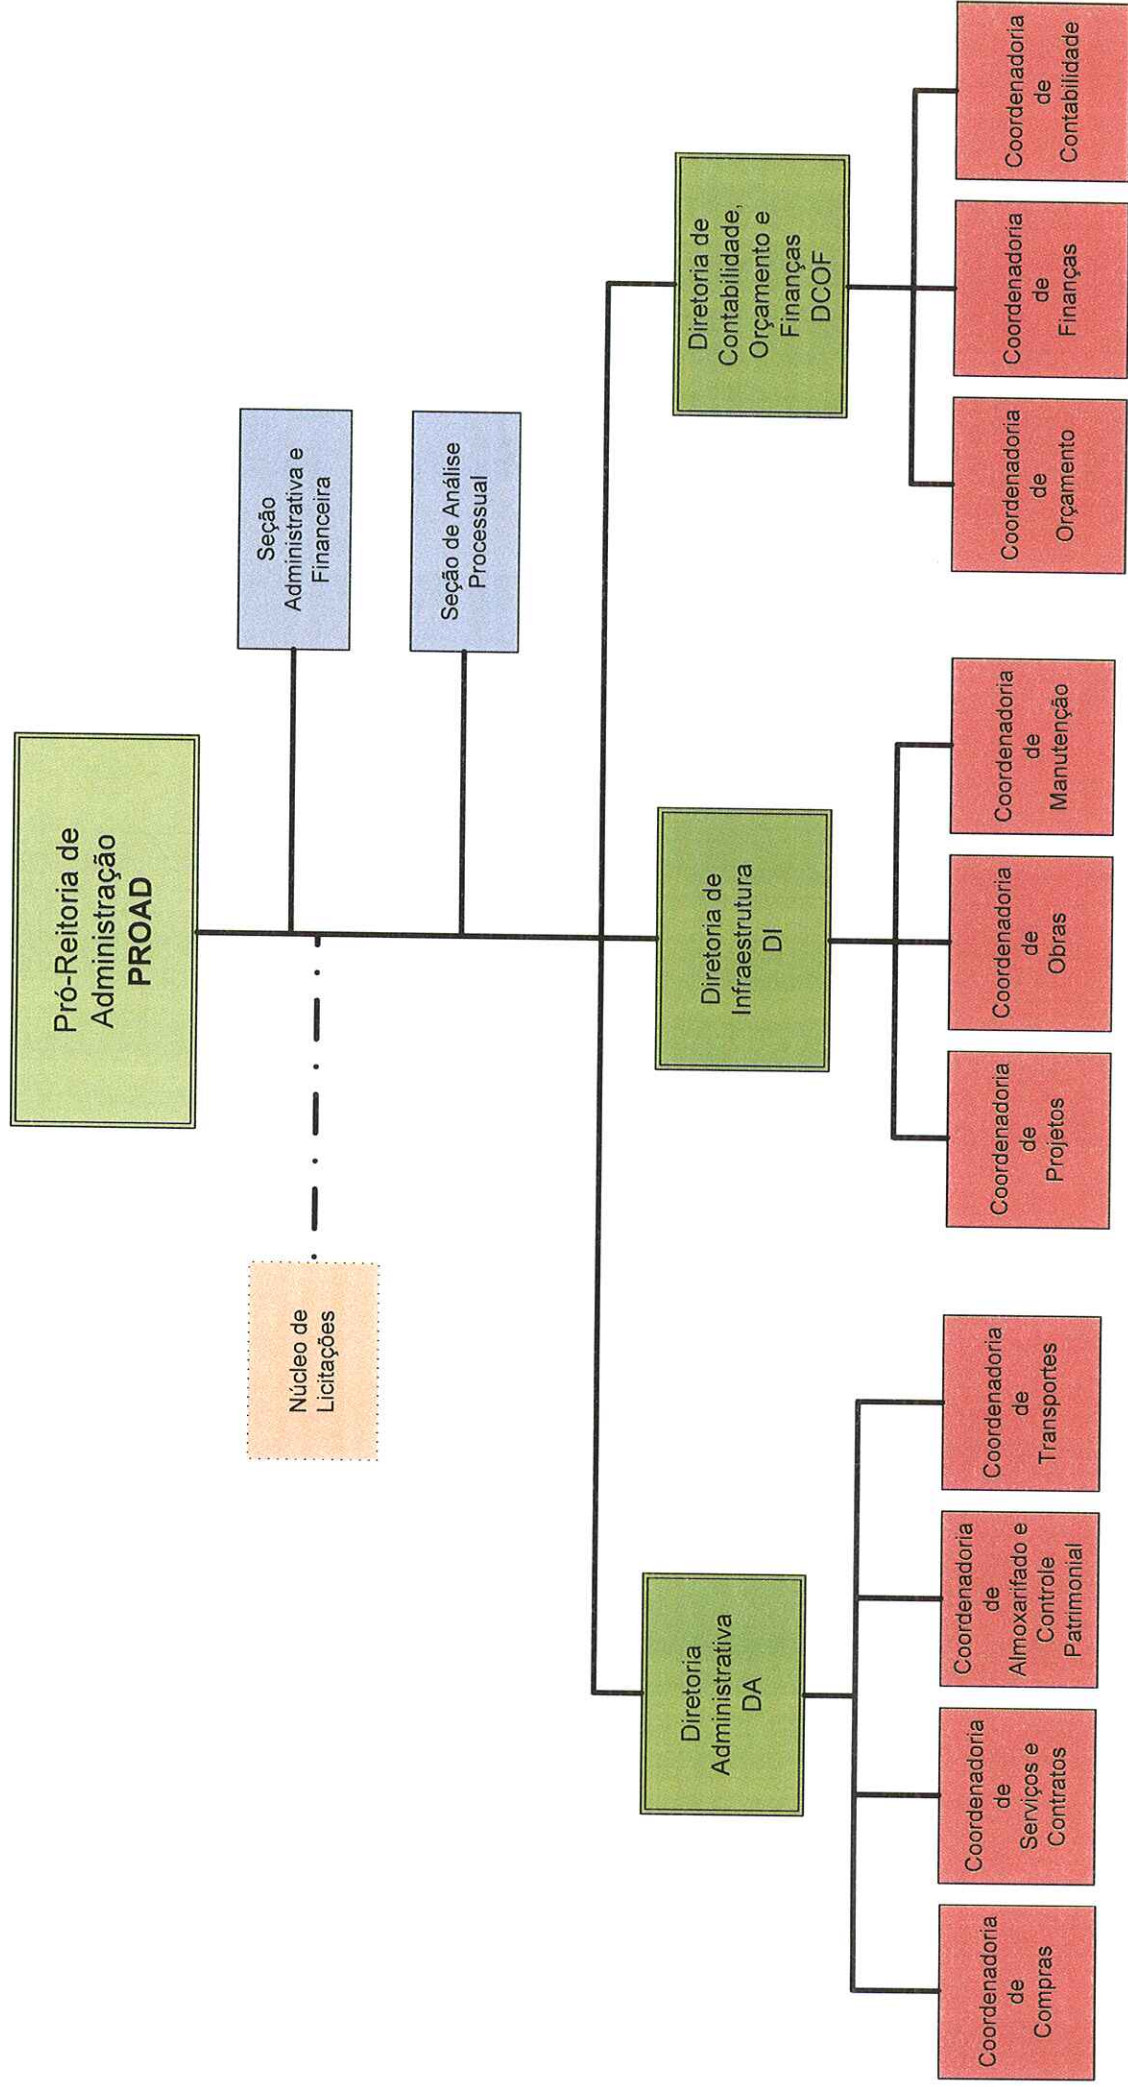 Pró-Reitoria de
Administração
PROAD
Seção
Administrativa e
Financeira
Núcleo de
Licitações
Seção de Análise
Processual
Diretoria
Administrativa
DA
Diretoria de
Infraestrutura
DI
Diretoria de
Contabilidade,
Orçamento e
Finanças
DCOF
Coordenadoria
de
Compras
Coordenadoria
de
Serviços e
Contratos
Coordenadoria
de
Almoxarifado e
Controle
Patrimonial
Coordenadoria
de
Transportes
Coordenadoria
de
Projetos
Coordenadoria
de
Obras
Coordenadoria
de
Manutenção
Coordenadoria
de
Orçamento
Coordenadoria
de
Finanças
Coordenadoria
de
Contabilidade